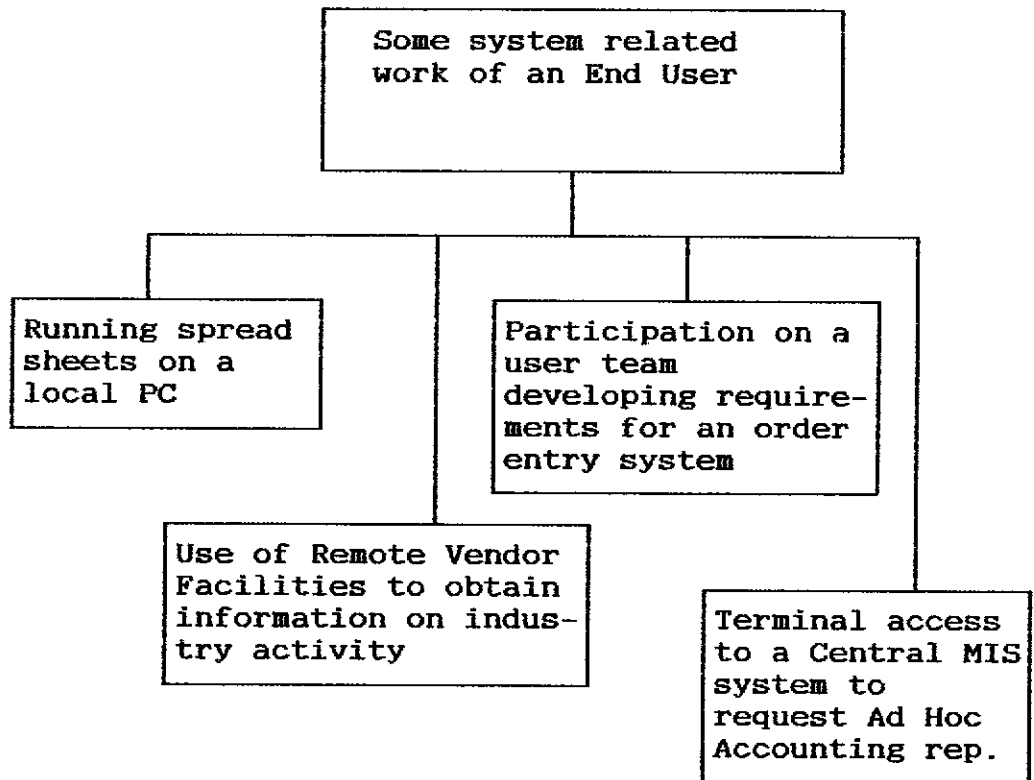 Some system related
work of an End User
Running spread
sheets on a
local PC
Participation on a
user team
developing require-
ments for an order
entry system
Use of Remote Vendor
Facilities to obtain
information on indus-
try activity
Terminal access
to a Central MIS
system to
request Ad Hoc
Accounting rep.